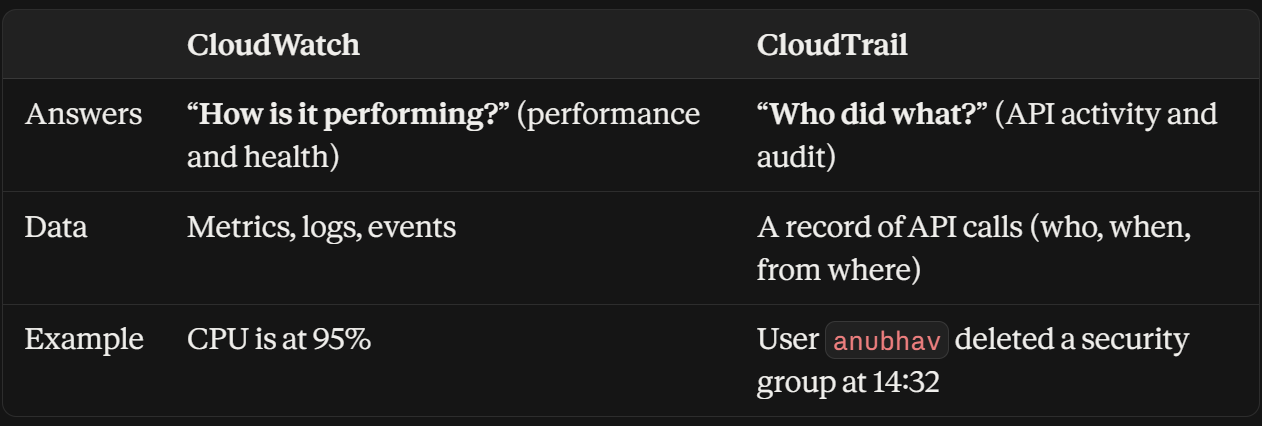 CloudWatch CloudTrail
Answers “How is it performing?” (performance “Who did what?” (API activity and
and health) audit)
Data Metrics, logs, events A record of API calls (who, when,
from where)
Example CPU is at 95% User anubhav deleted a security
group at 14:32